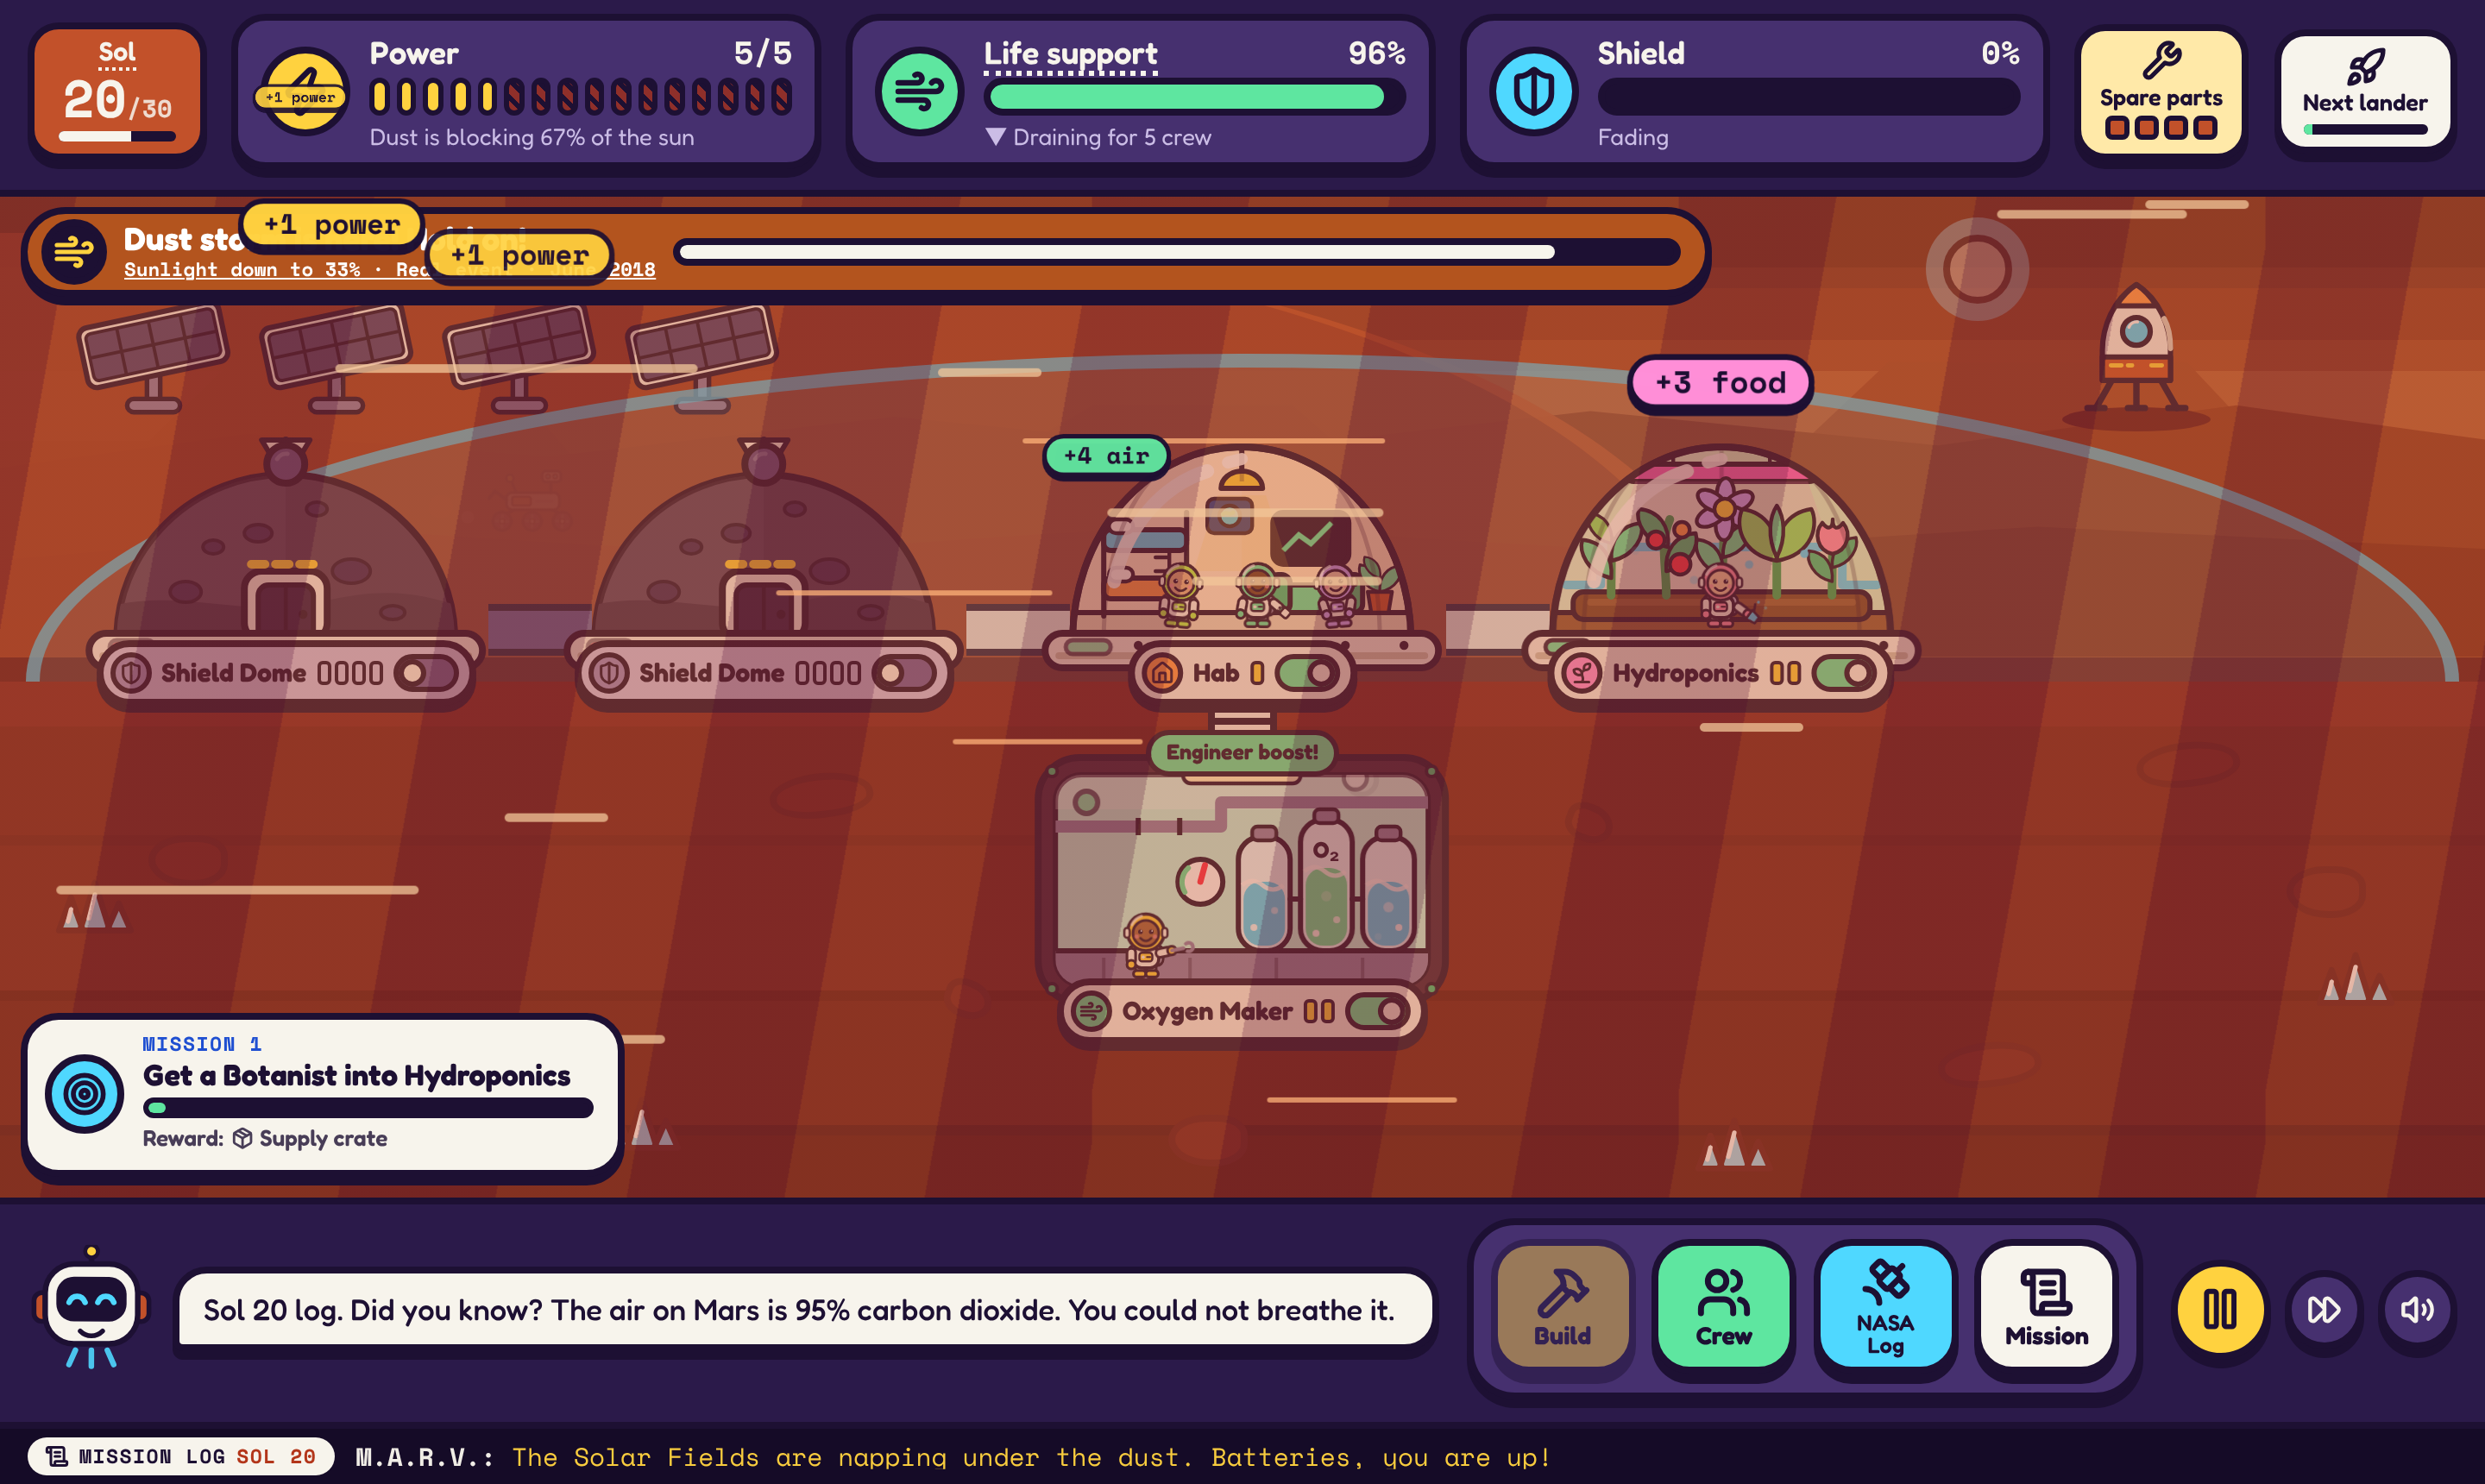 Sol
20/30
+1 power
Power 5/5
Dust is blocking 67% of the sun
Life support 96%
Draining for 5 crew
Shield 0%
Fading
Spare parts
Next lander
Dust
+1 power
+1 power
Sunlight down to 33% · 2018
+3 food
+4 air
Shield Dome
Shield Dome
Hab
Hydroponics
Engineer boost!
O₂
Oxygen Maker
MISSION 1
Get a Botanist into Hydroponics
Reward: Supply crate
Sol 20 log. Did you know? The air on Mars is 95% carbon dioxide. You could not breathe it.
Build
Crew
NASA
Log
Mission
MISSION LOG SOL 20
M.A.R.V.: The Solar Fields are napping under the dust. Batteries, you are up!